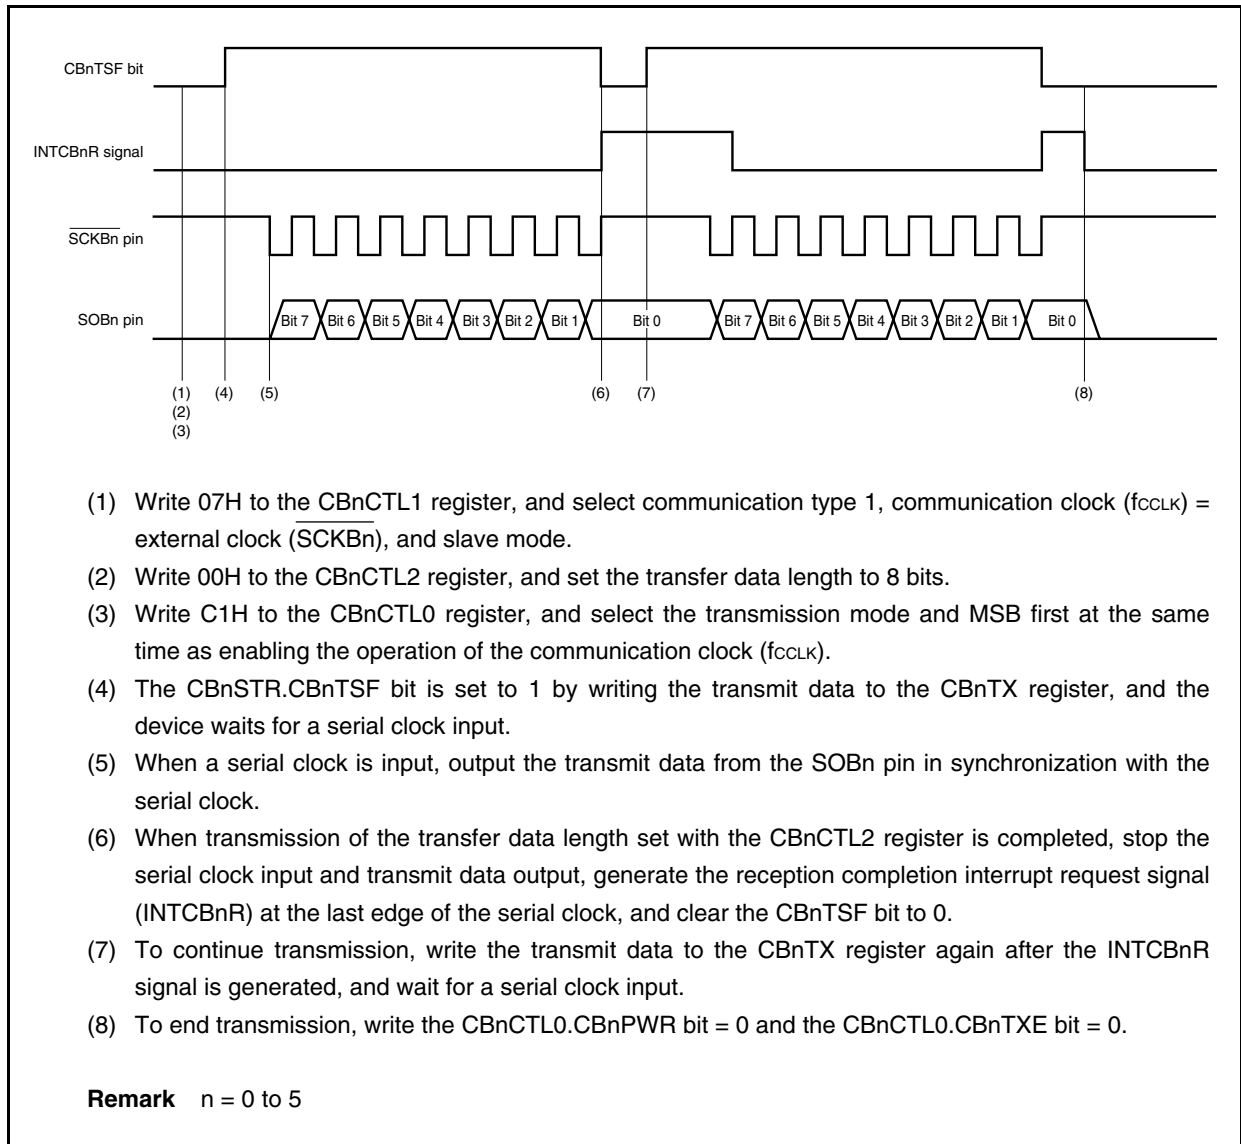 CBnTSF bit
INTCBnR signal
SCKBn pin
SOBn pin
Bit 7 Bit 6 Bit 5 Bit 4 Bit 3 Bit 2 Bit 1 Bit 0 Bit 7 Bit 6 Bit 5 Bit 4 Bit 3 Bit 2 Bit 1 Bit 0
(1) (4) (5) (6) (7) (8)
(2)
(3)
(1) Write 07H to the CBnCTL1 register, and select communication type 1, communication clock (fCCLK) =
external clock (SCKBn), and slave mode.
(2) Write 00H to the CBnCTL2 register, and set the transfer data length to 8 bits.
(3) Write C1H to the CBnCTL0 register, and select the transmission mode and MSB first at the same
time as enabling the operation of the communication clock (fCCLK).
(4) The CBnSTR.CBnTSF bit is set to 1 by writing the transmit data to the CBnTX register, and the
device waits for a serial clock input.
(5) When a serial clock is input, output the transmit data from the SOBn pin in synchronization with the
serial clock.
(6) When transmission of the transfer data length set with the CBnCTL2 register is completed, stop the
serial clock input and transmit data output, generate the reception completion interrupt request signal
(INTCBnR) at the last edge of the serial clock, and clear the CBnTSF bit to 0.
(7) To continue transmission, write the transmit data to the CBnTX register again after the INTCBnR
signal is generated, and wait for a serial clock input.
(8) To end transmission, write the CBnCTL0.CBnPWR bit = 0 and the CBnCTL0.CBnTXE bit = 0.
Remark n = 0 to 5